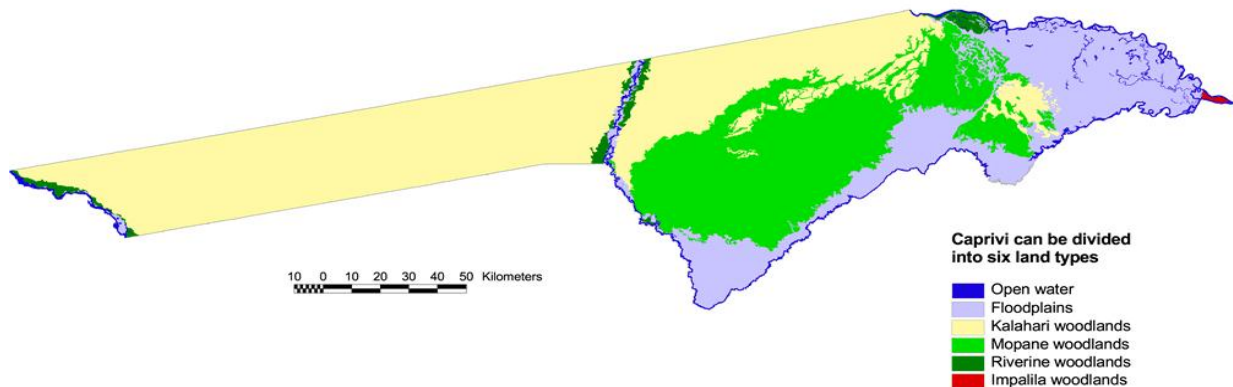 10 0 10 20 30 40 50 Kilometers
Caprivi can be divided
into six land types
Open water
Floodplains
Kalahari woodlands
Mopane woodlands
Riverine woodlands
Impalila woodlands